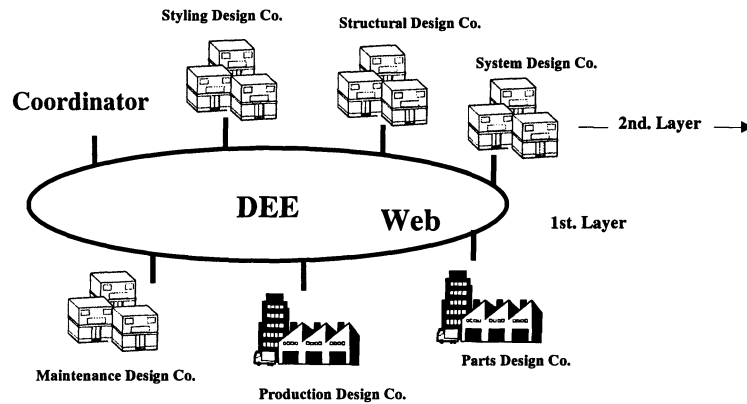 Styling Design Co.
Structural Design Co.
System Design Co.
Coordinator
2nd. Layer
DEE
Web
1st. Layer
Maintenance Design Co.
Production Design Co.
Parts Design Co.